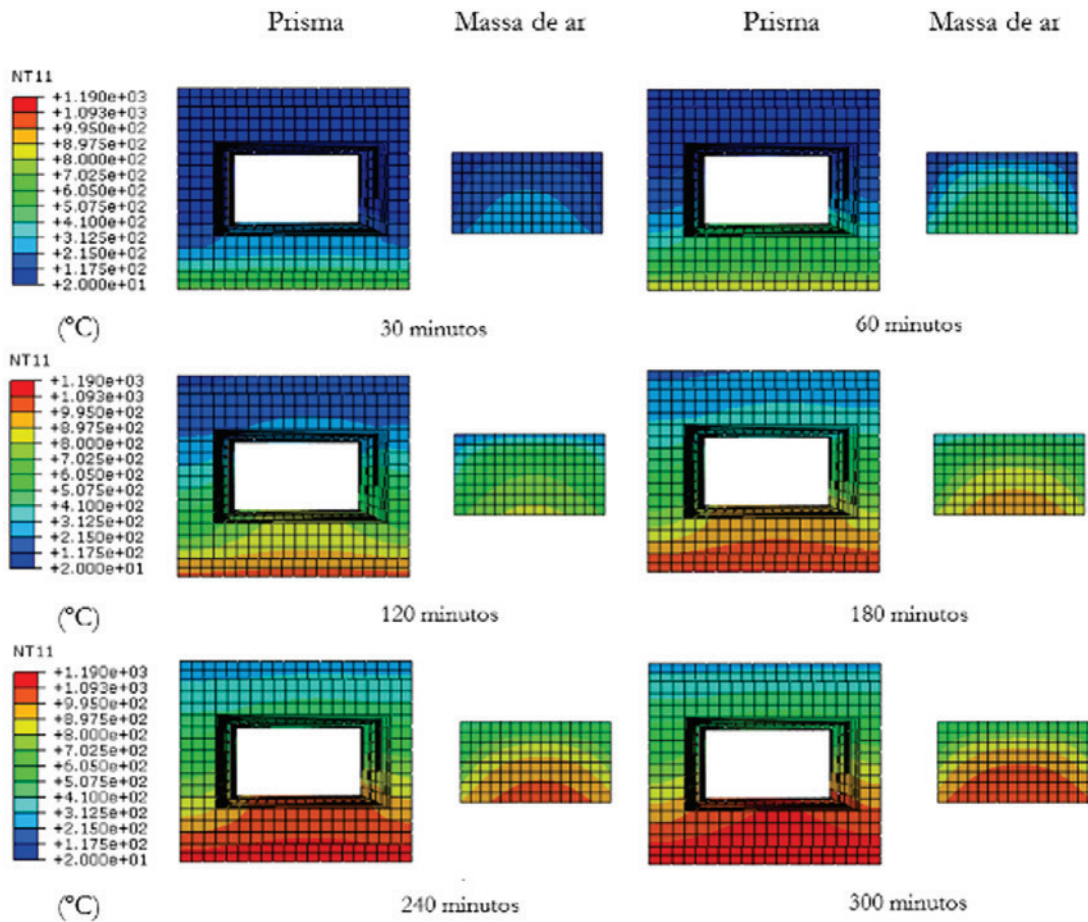 Prisma Massa de ar Prisma Massa de ar
NT11
+1.190e+03
+1.093e+03
+9.950e+02
+8.975e+02
+8.000e+02
+7.025e+02
+6.050e+02
+5.075e+02
+4.100e+02
+3.125e+02
+2.150e+02
+1.175e+02
+2.000e+01
(°C) 30 minutos 60 minutos
NT11
+1.190e+03
+1.093e+03
+9.950e+02
+8.975e+02
+8.000e+02
+7.025e+02
+6.050e+02
+5.075e+02
+4.100e+02
+3.125e+02
+2.150e+02
+1.175e+02
+2.000e+01
(°C) 120 minutos 180 minutos
NT11
+1.190e+03
+1.093e+03
+9.950e+02
+8.975e+02
+8.000e+02
+7.025e+02
+6.050e+02
+5.075e+02
+4.100e+02
+3.125e+02
+2.150e+02
+1.175e+02
+2.000e+01
(°C) 240 minutos 300 minutos